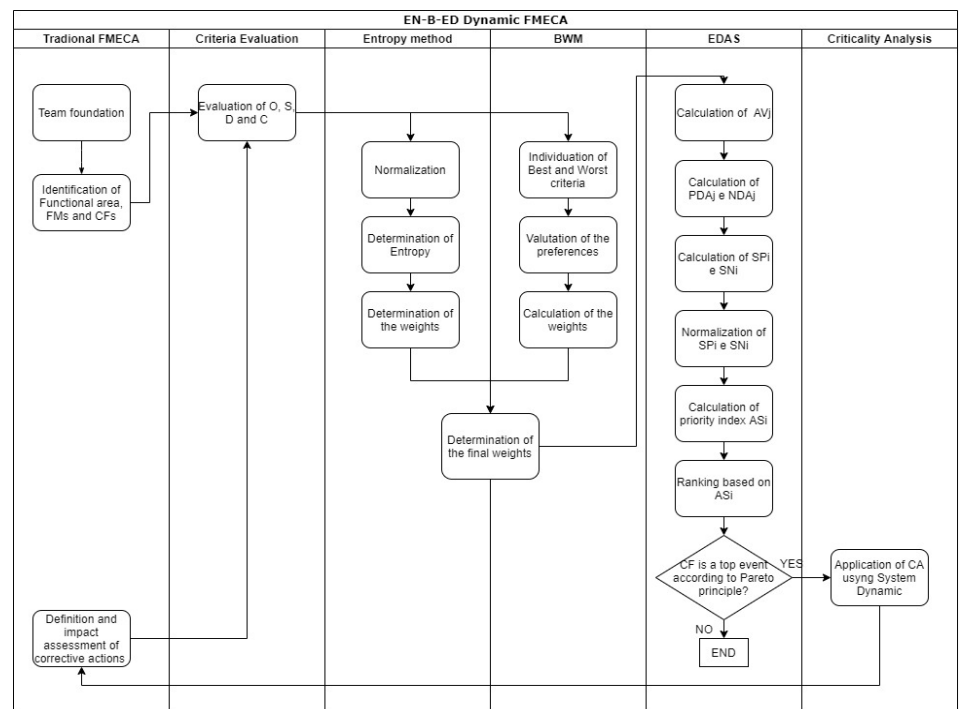 EN-B-ED Dynamic FMECA
Tradional FMECA
Criteria Evaluation
Entropy method
BWM
EDAS
Criticality Analysis
Team foundation
Identification of
Functional area,
FMs and CFs
Definition and
impact
assessment of
corrective actions
Evaluation of O, S,
D and C
Normalization
Determination of
Entropy
Determination of
the weights
Individuation of
Best and Worst
criteria
Valutation of the
preferences
Calculation of the
weights
Determination of
the final weights
Calculation of AVj
Calculation of
PDAj e NDAj
Calculation of SPi
e SNi
Normalization of
SPi e SNi
Calculation of
priority index ASi
Ranking based on
ASi
CF is a top event
according to Pareto
principle?
YES
NO
END
Application of CA
usyng System
Dynamic